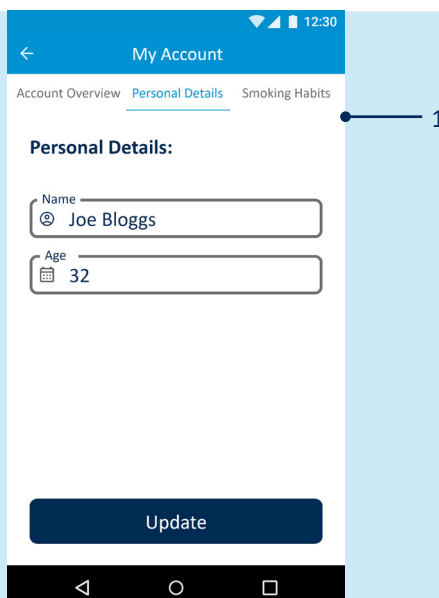 12:30
My Account
Account Overview Personal Details Smoking Habits
1
Personal Details:
Name
Joe Bloggs
Age
32
Update